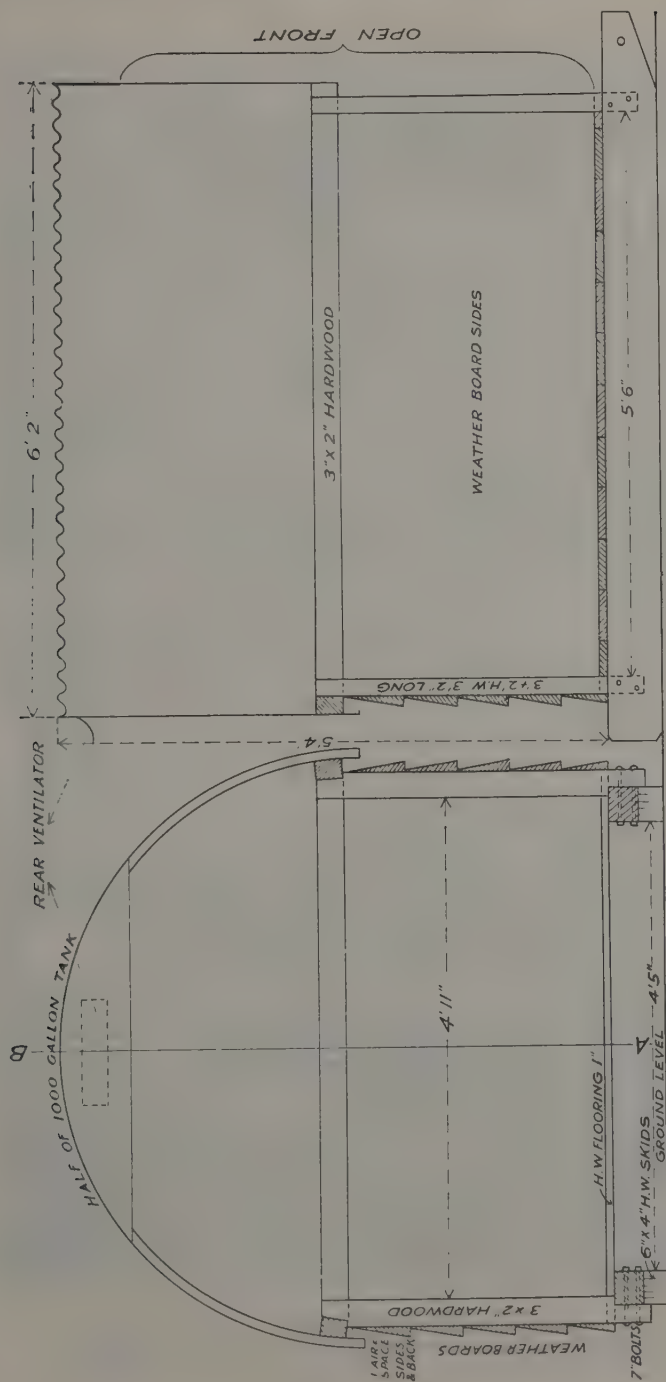 HALF OF 1000 GALLON TANK
REAR VENTILATOR
B
4'11"
3 x 2" HARDWOOD
1" AIR
SPACE
SIDES
& BACK
WEATHER BOARDS
H.W FLOORING 1"
7" BOLTS
6" x 4" H.W. SKIDS
A
4'5"
GROUND LEVEL
6' 2"
OPEN FRONT
5'4
3" x 2" HARDWOOD
WEATHER BOARD SIDES
3'+2' H.W 3'2" LONG
5'6"